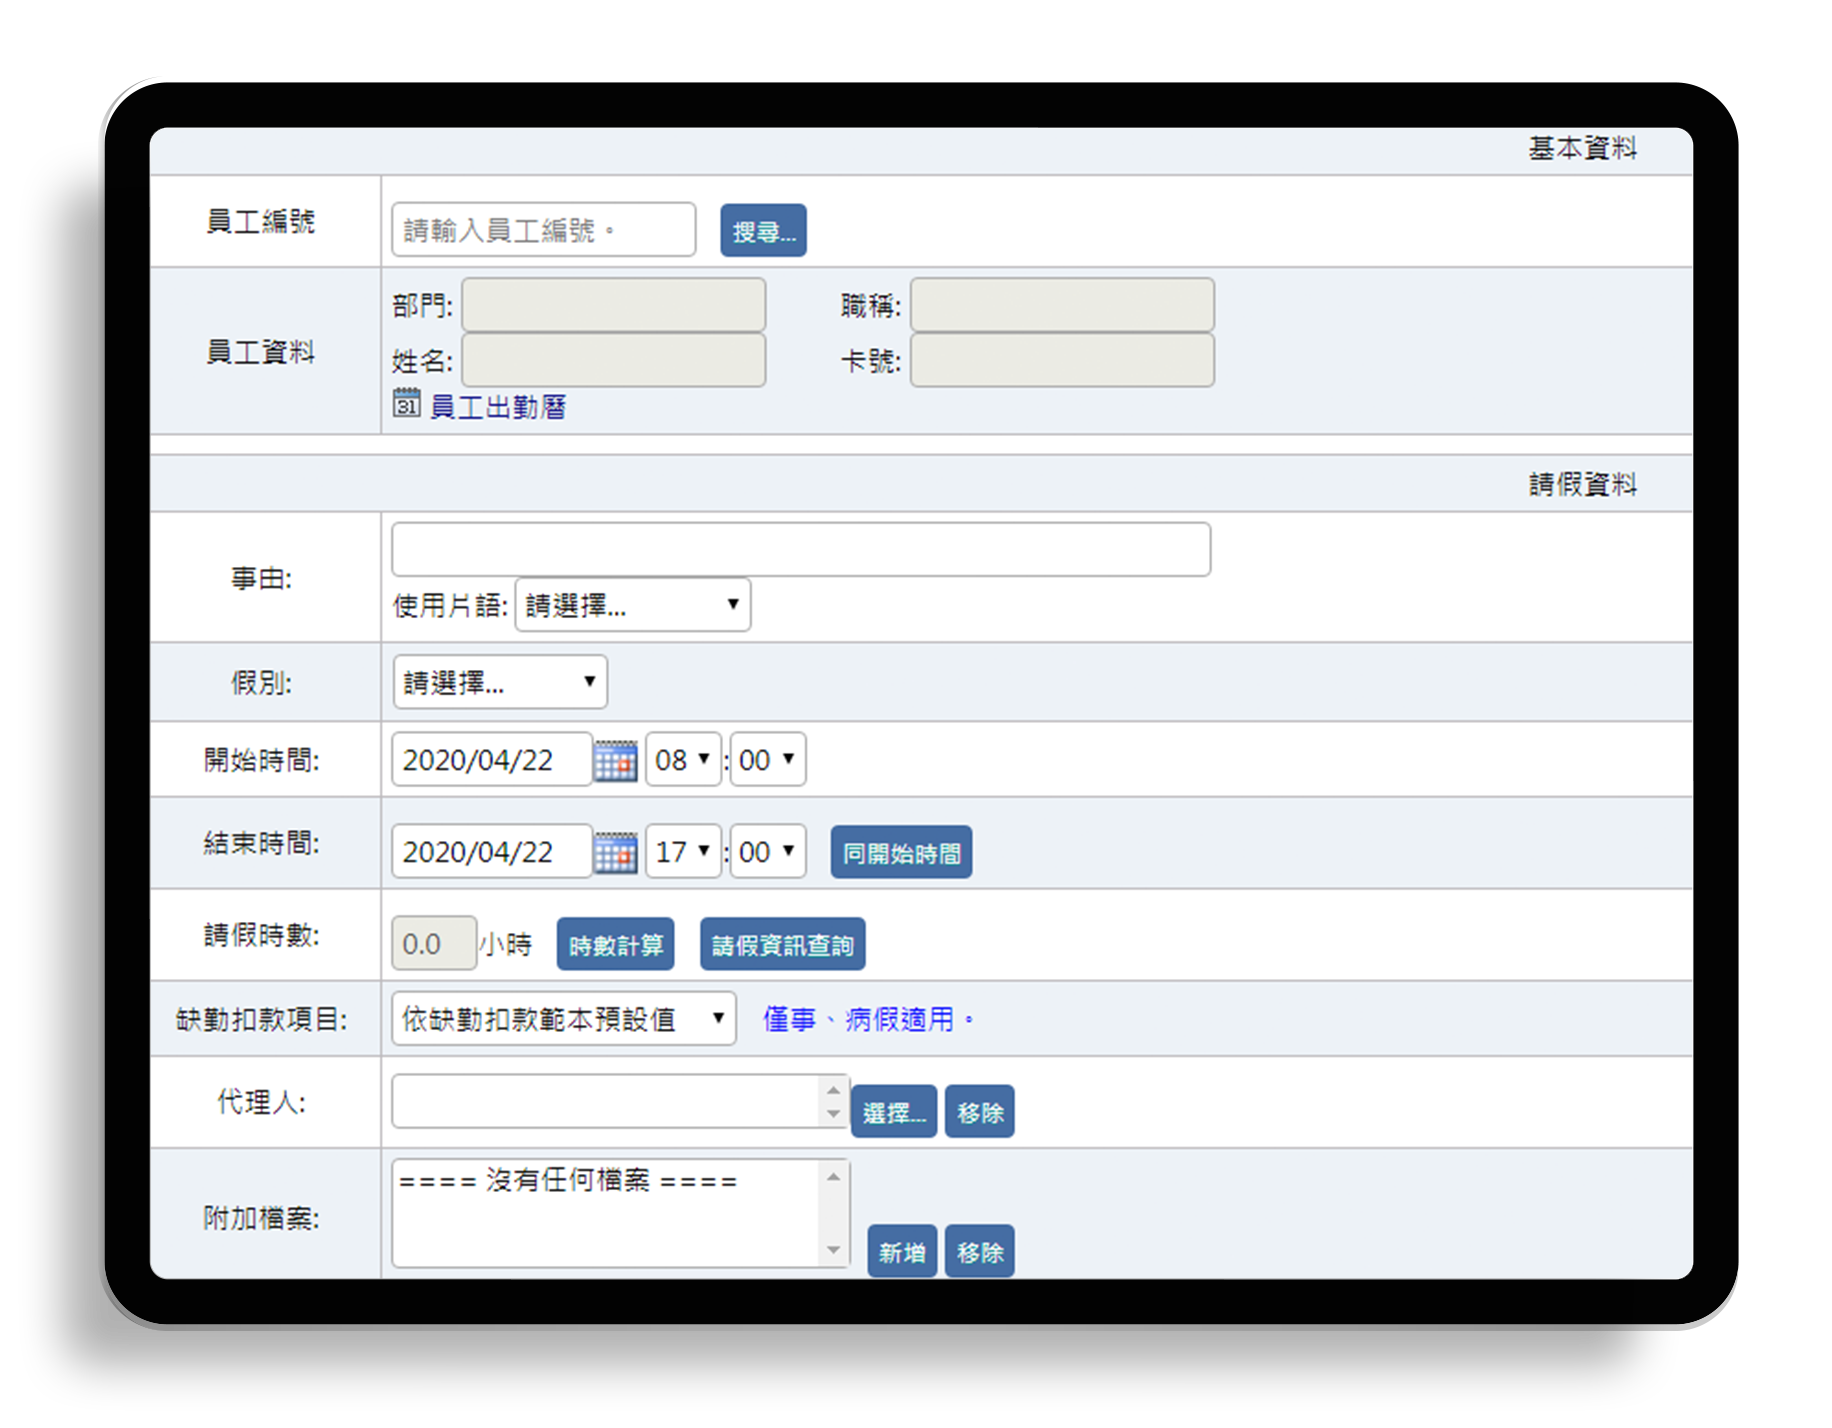 基本資料
員工編號 請輸入員工編號。 搜尋...
員工資料
部門: 職稱:
姓名: 卡號:
31 員工出勤曆
請假資料
事由:
使用片語: 請選擇...
假別: 請選擇...
開始時間: 2020/04/22 08 : 00
結束時間: 2020/04/22 17 : 00 同開始時間
請假時數: 0.0 小時 時數計算 請假資訊查詢
缺勤扣款項目: 依缺勤扣款範本預設值 僅事、病假適用。
代理人: 選擇... 移除
附加檔案: ==== 沒有任何檔案 ====
新增 移除